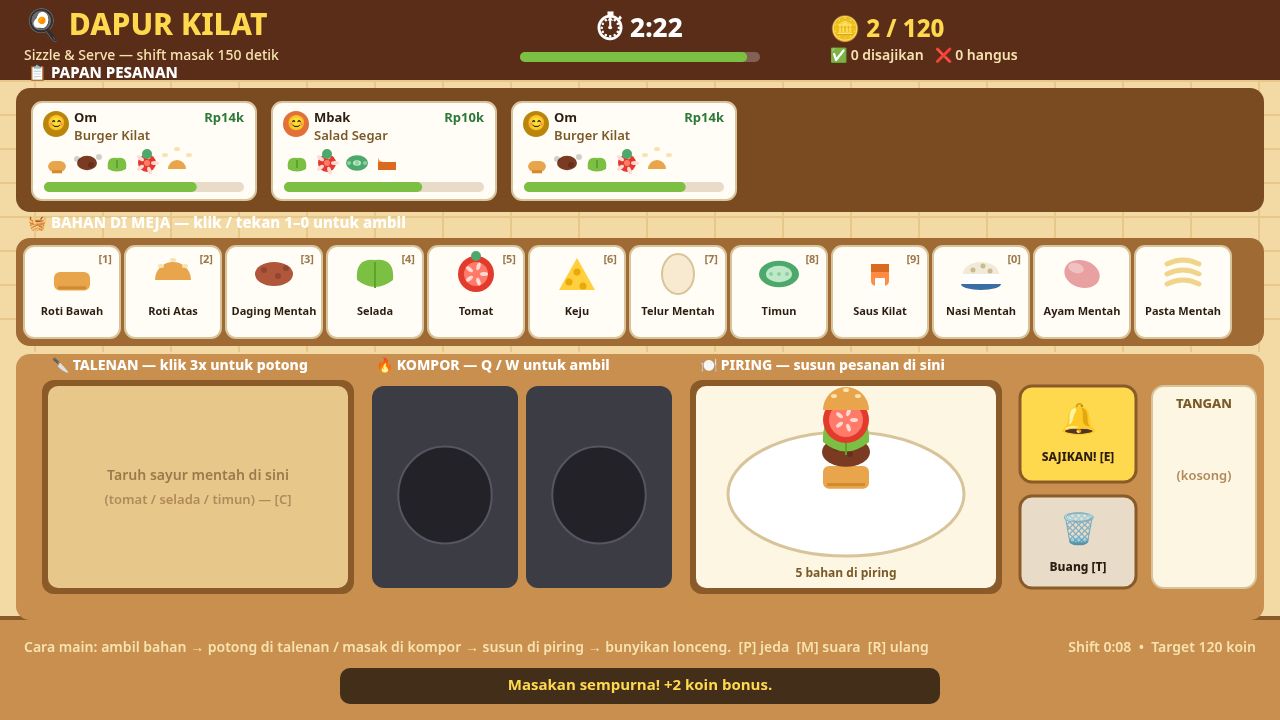 DAPUR KILAT
Sizzle & Serve — shift masak 150 detik
2:22
2 / 120
0 disajikan 0 hangus
PAPAN PESANAN
Om Rp14k
Burger Kilat
Mbak Rp10k
Salad Segar
Om Rp14k
Burger Kilat
BAHAN DI MEJA — klik / tekan 1–0 untuk ambil
[1]
Roti Bawah
[2]
Roti Atas
[3]
Daging Mentah
[4]
Selada
[5]
Tomat
[6]
Keju
[7]
Telur Mentah
[8]
Timun
[9]
Saus Kilat
[0]
Nasi Mentah
Ayam Mentah
Pasta Mentah
TALENAN — klik 3x untuk potong
Taruh sayur mentah di sini
(tomat / selada / timun) — [C]
KOMPOR — Q / W untuk ambil
PIRING — susun pesanan di sini
5 bahan di piring
SAJIKAN! [E]
Buang [T]
TANGAN
(kosong)
Cara main: ambil bahan → potong di talenan / masak di kompor → susun di piring → bunyikan lonceng. [P] jeda [M] suara [R] ulang
Shift 0:08 • Target 120 koin
Masakan sempurna! +2 koin bonus.